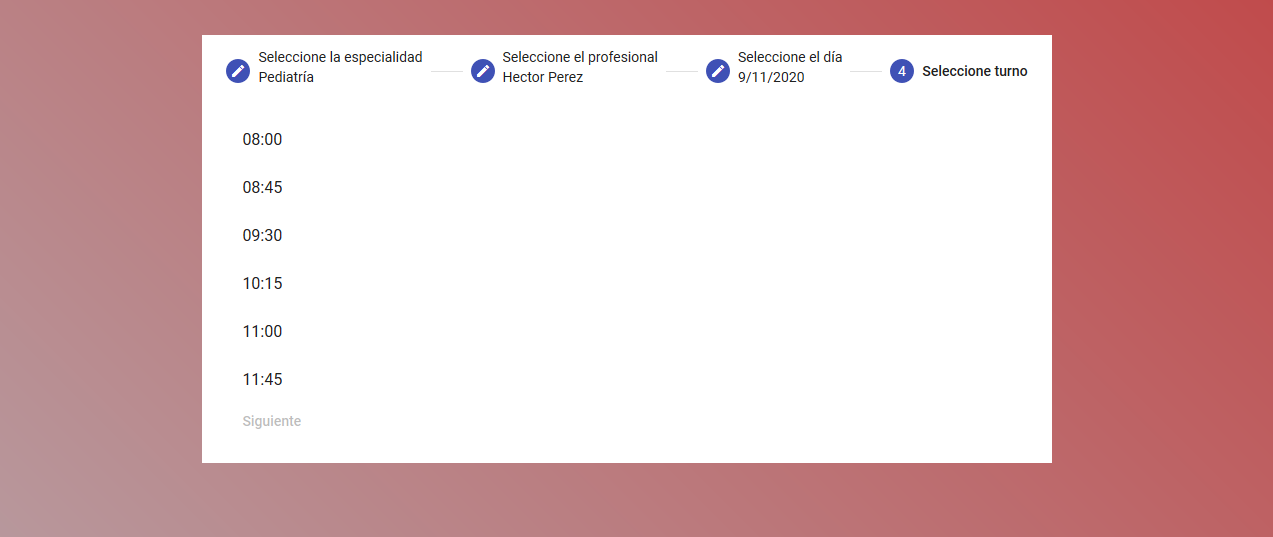 Seleccione la especialidad
Pediatría
Seleccione el profesional
Hector Perez
Seleccione el día
9/11/2020
4 Seleccione turno
08:00
08:45
09:30
10:15
11:00
11:45
Siguiente